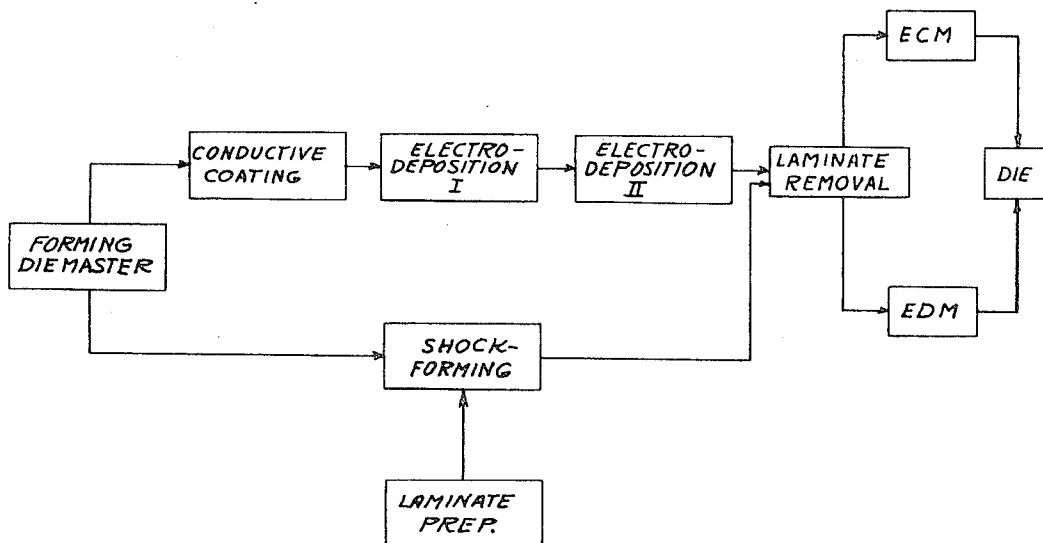 ECM
CONDUCTIVE
COATING
ELECTRO-
DEPOSITION
I
ELECTRO-
DEPOSITION
II
LAMINATE
REMOVAL
DIE
FORMING
DIE MASTER
EDM
SHOCK-
FORMING
LAMINATE
PREP.